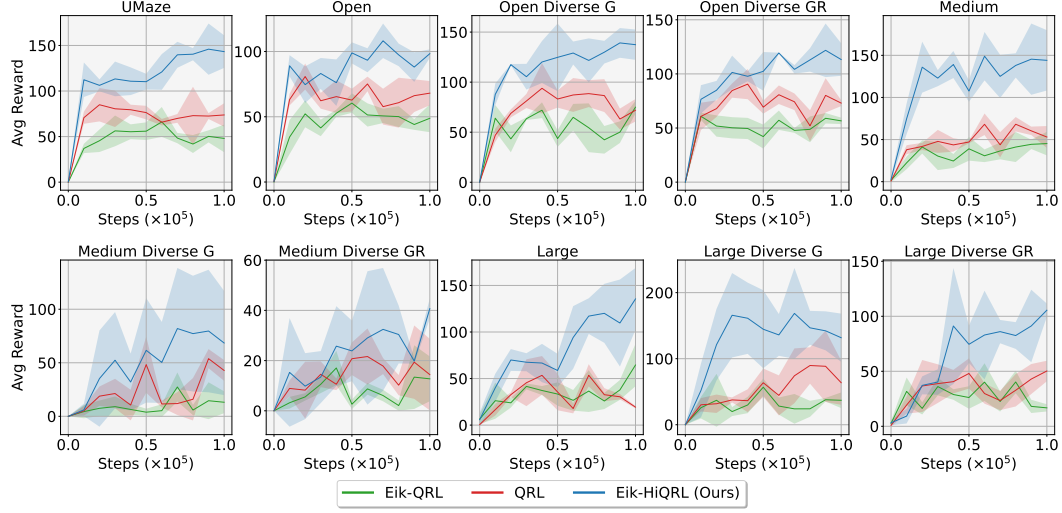 UMaze
Open
Open Diverse G
Open Diverse GR
Medium
Avg Reward
150
100
50
0
0.0 0.5 1.0
Steps (×10⁵)
100
50
0
0.0 0.5 1.0
Steps (×10⁵)
150
100
50
0
0.0 0.5 1.0
Steps (×10⁵)
150
100
50
0
0.0 0.5 1.0
Steps (×10⁵)
150
100
50
0
0.0 0.5 1.0
Steps (×10⁵)
Medium Diverse G
Medium Diverse GR
Large
Large Diverse G
Large Diverse GR
Avg Reward
100
50
0
0.0 0.5 1.0
Steps (×10⁵)
60
40
20
0
0.0 0.5 1.0
Steps (×10⁵)
150
100
50
0
0.0 0.5 1.0
Steps (×10⁵)
200
100
0
0.0 0.5 1.0
Steps (×10⁵)
150
100
50
0
0.0 0.5 1.0
Steps (×10⁵)
Eik-QRL QRL Eik-HiQRL (Ours)